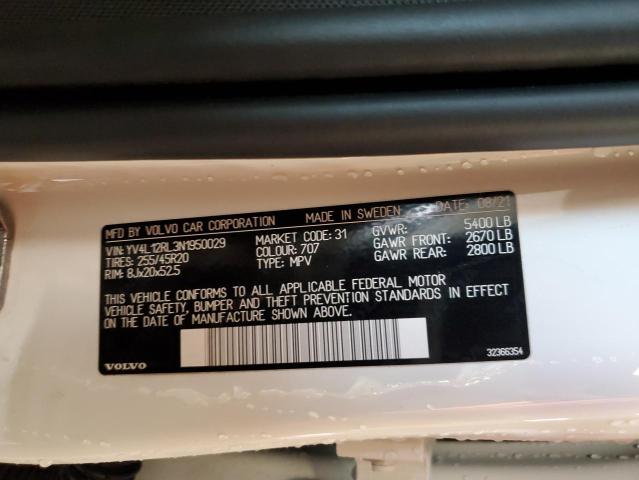 MFD BY VOLVO CAR CORPORATION MADE IN SWEDEN DATE: 08/21
VIN: YV4L12RL3N1950029 MARKET CODE: 31 GVWR: 5400 LB
TIRES: 255/45R20 COLOUR: 707 GAWR FRONT: 2670 LB
RIM: 8Jx20x52.5 TYPE: MPV GAWR REAR: 2800 LB
THIS VEHICLE CONFORMS TO ALL APPLICABLE FEDERAL MOTOR
VEHICLE SAFETY, BUMPER AND THEFT PREVENTION STANDARDS IN EFFECT
ON THE DATE OF MANUFACTURE SHOWN ABOVE.
VOLVO 32366354